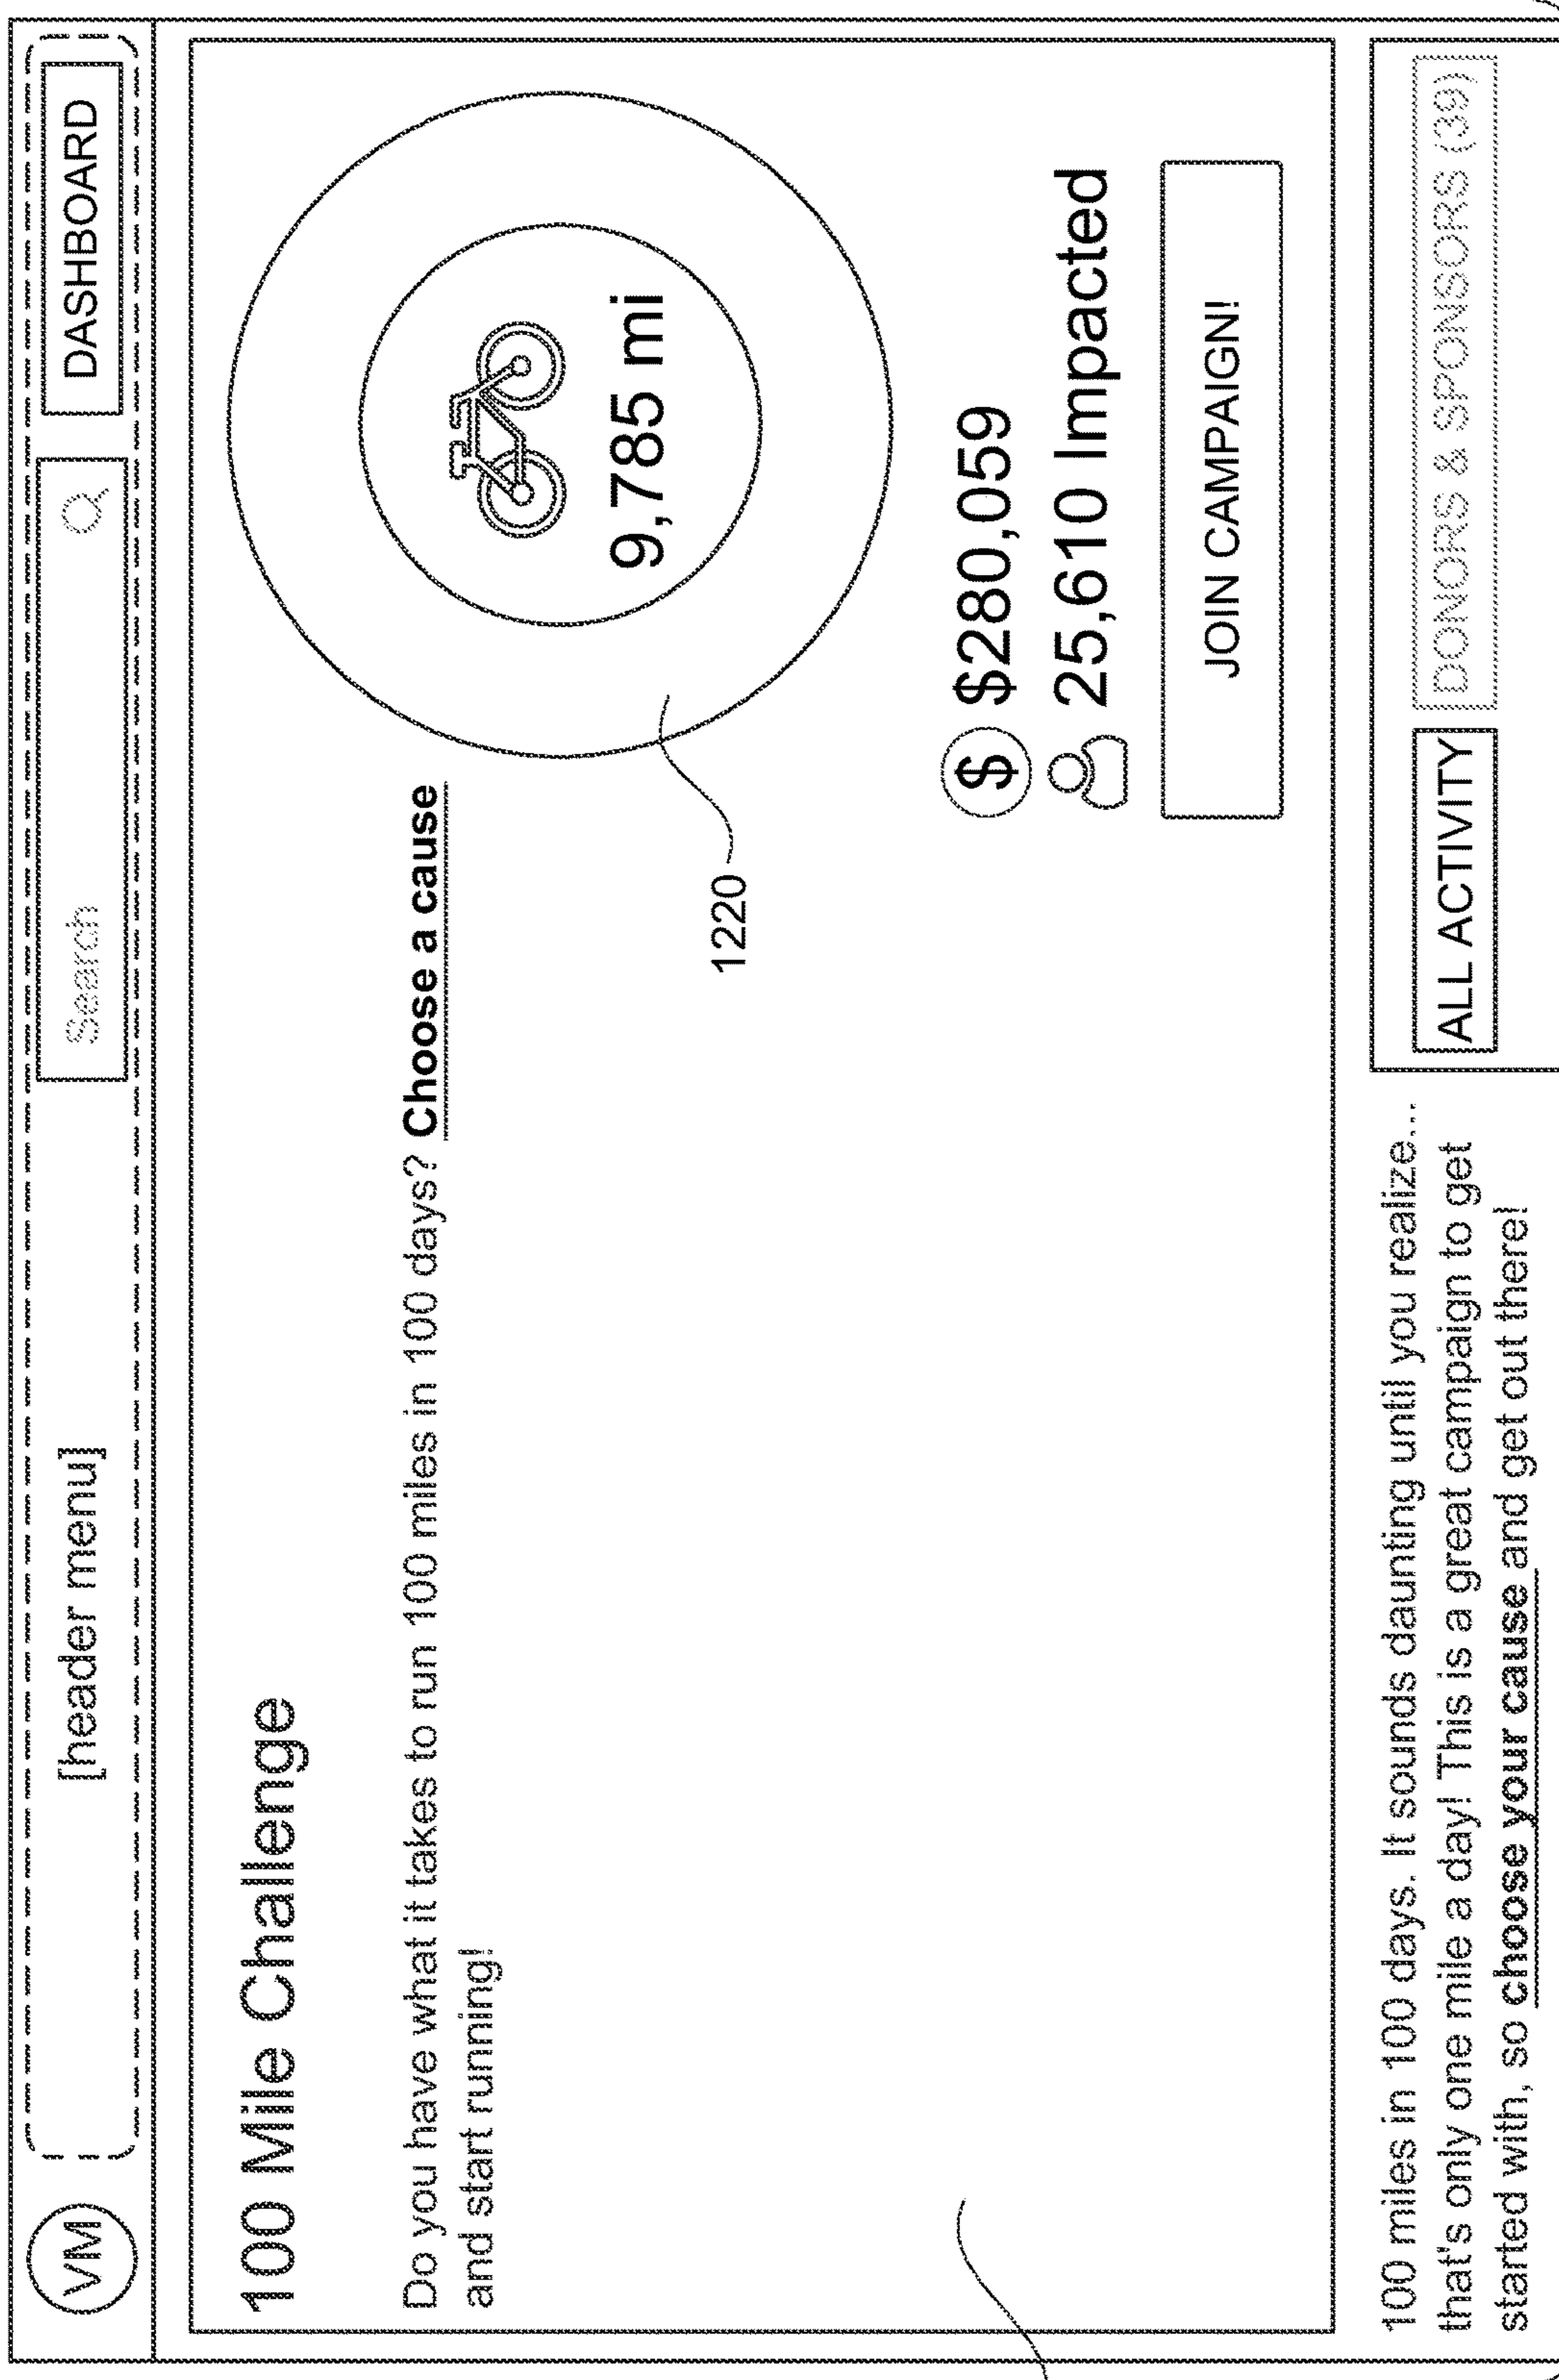 VM
[header menu]
Search
DASHBOARD
100 Mile Challenge
Do you have what it takes to run 100 miles in 100 days? Choose a cause
and start running!
9,785 mi
1220
$ $280,059
25,610 Impacted
JOIN CAMPAIGN!
100 miles in 100 days. It sounds daunting until you realize...
that's only one mile a day! This is a great campaign to get
started with, so choose your cause and get out there!
ALL ACTIVITY
DONORS & SPONSORS (39)